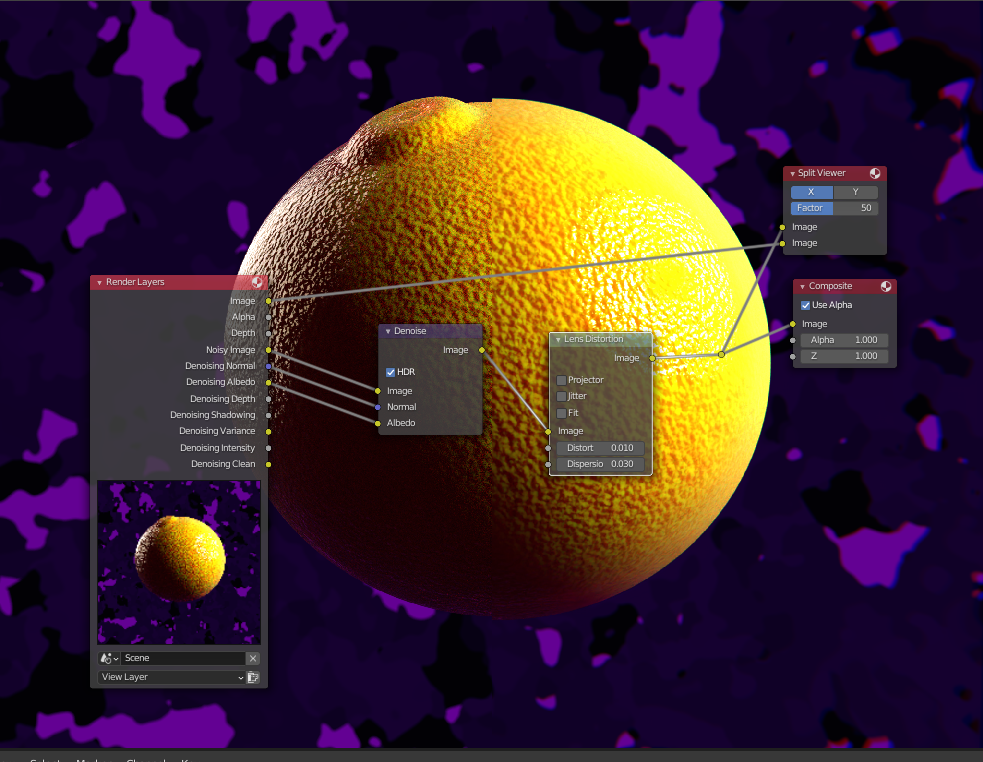 Render Layers
Image
Alpha
Depth
Noisy Image
Denoising Normal
Denoising Albedo
Denoising Depth
Denoising Shadowing
Denoising Variance
Denoising Intensity
Denoising Clean
Scene
View Layer
Denoise
Image
HDR
Image
Normal
Albedo
Lens Distortion
Image
Projector
Jitter
Fit
Image
Distort 0.010
Dispersio 0.030
Split Viewer
X Y
Factor 50
Image
Image
Composite
Use Alpha
Image
Alpha 1.000
Z 1.000